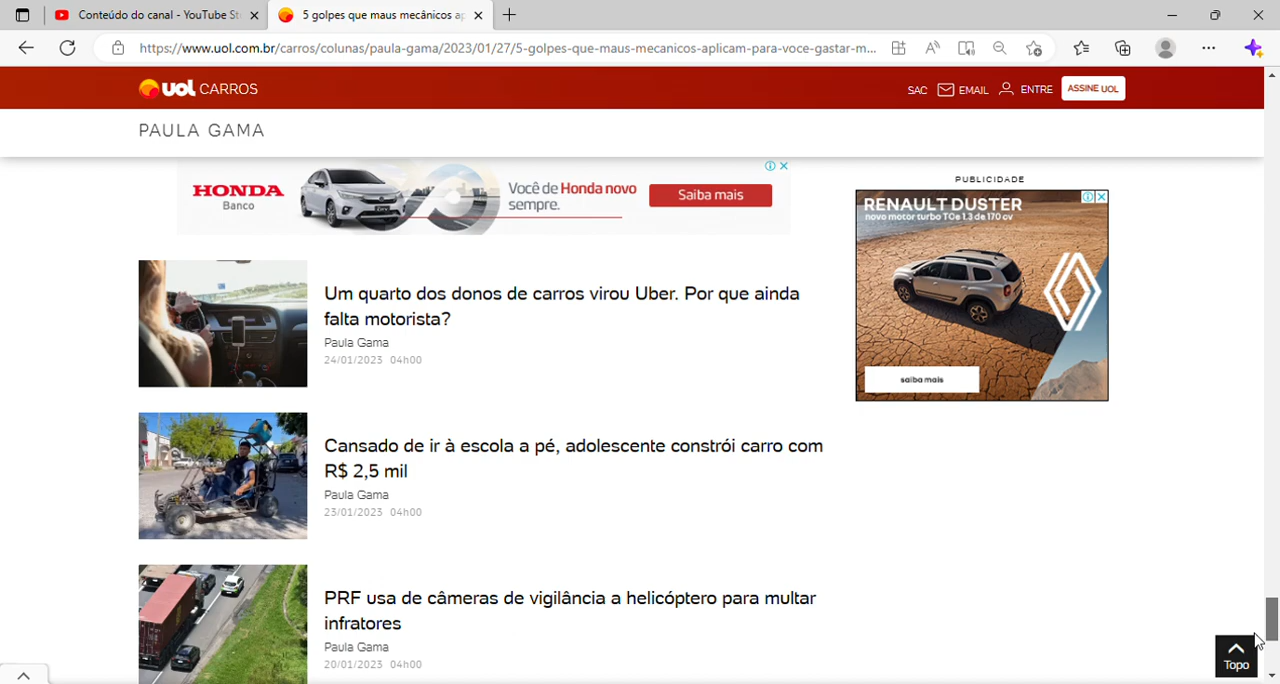 Conteúdo do canal - YouTube St
5 golpes que maus mecânicos ap
https://www.uol.com.br/carros/colunas/paula-gama/2023/01/27/5-golpes-que-maus-mecanicos-aplicam-para-voce-gastar-m...
UOL CARROS
SAC EMAIL ENTRE ASSINE UOL
PAULA GAMA
HONDA
Banco
Você de Honda novo
sempre.
Saiba mais
PUBLICIDADE
RENAULT DUSTER
novo motor turbo TCe 1.3 de 170 cv
saiba mais
Um quarto dos donos de carros virou Uber. Por que ainda
falta motorista?
Paula Gama
24/01/2023 04h00
Cansado de ir à escola a pé, adolescente constrói carro com
R$ 2,5 mil
Paula Gama
23/01/2023 04h00
PRF usa de câmeras de vigilância a helicóptero para multar
infratores
Paula Gama
20/01/2023 04h00
Topo